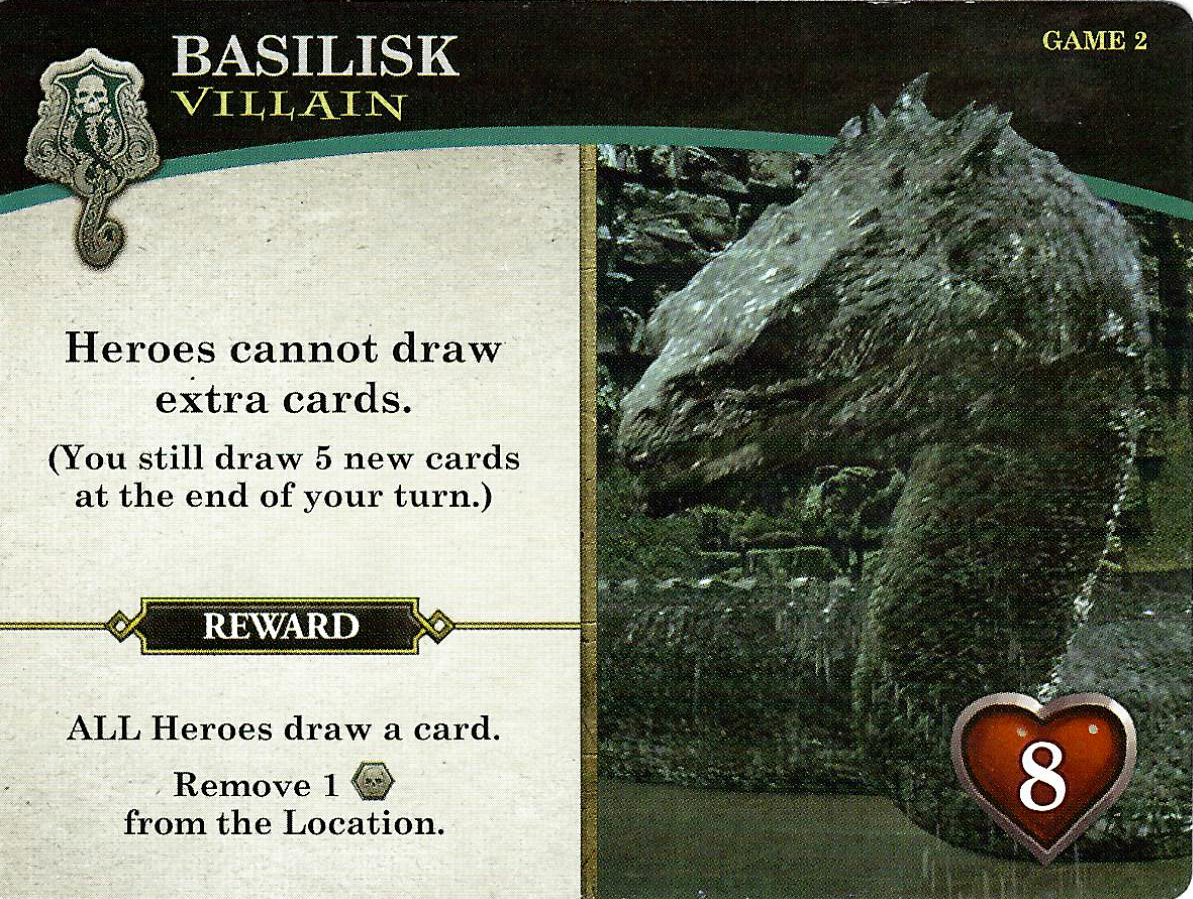 BASILISK
VILLAIN
GAME 2
Heroes cannot draw
extra cards.
(You still draw 5 new cards
at the end of your turn.)
REWARD
ALL Heroes draw a card.
Remove 1
from the Location.
8